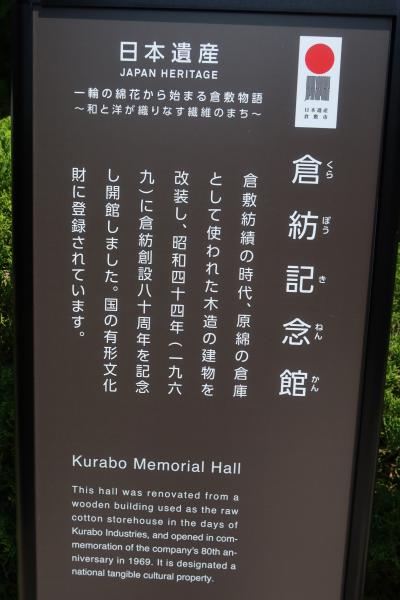 日本遺産
JAPAN HERITAGE
一輪の綿花から始まる倉敷物語
～和と洋が織りなす繊維のまち～
日本遺産
倉敷市
倉紡記念館
くらぼうきねんかん
倉敷紡績の時代、原綿の倉庫
として使われた木造の建物を
改装し、昭和四十四年（一九六
九）に倉紡創設八十周年を記念
し開館しました。国の有形文化
財に登録されています。
Kurabo Memorial Hall
This hall was renovated from a
wooden building used as the raw
cotton storehouse in the days of
Kurabo Industries, and opened in com-
memoration of the company's 80th an-
niversary in 1969. It is designated a
national tangible cultural property.